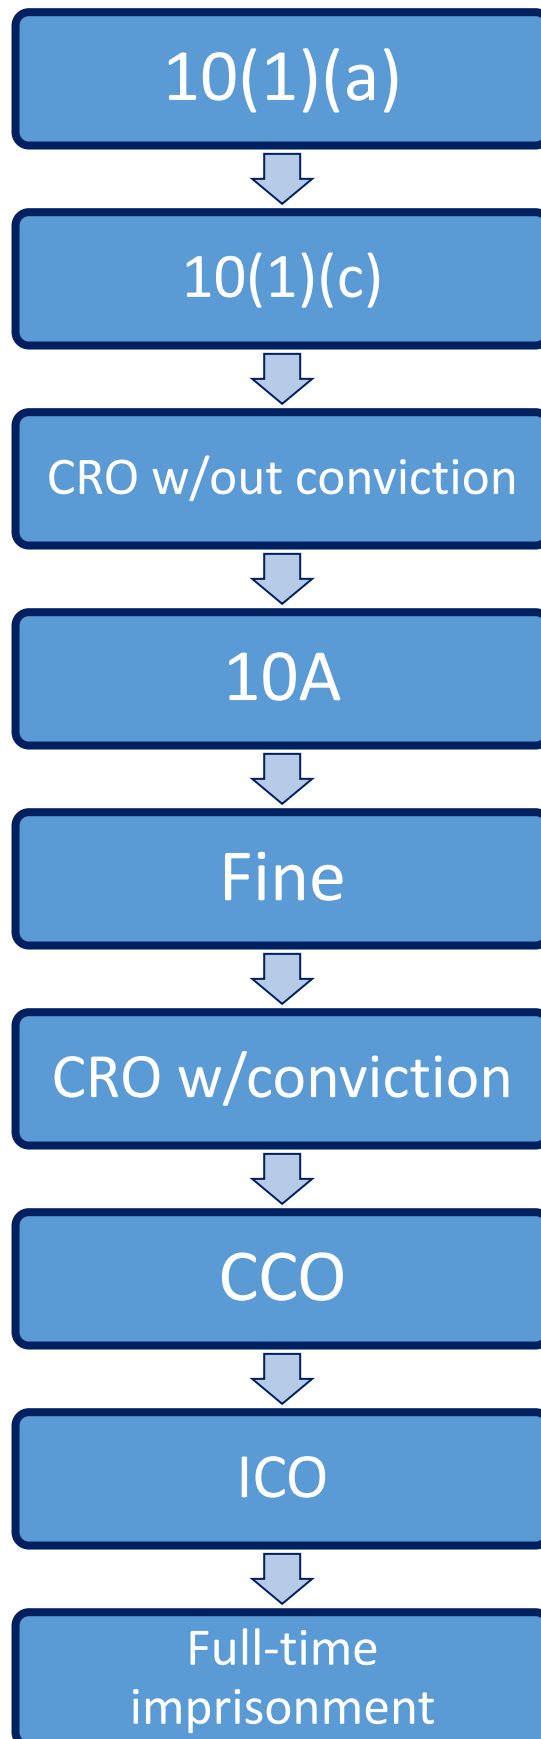 10(1)(a)
10(1)(c)
CRO w/out conviction
10A
Fine
CRO w/conviction
CCO
ICO
Full-time
imprisonment